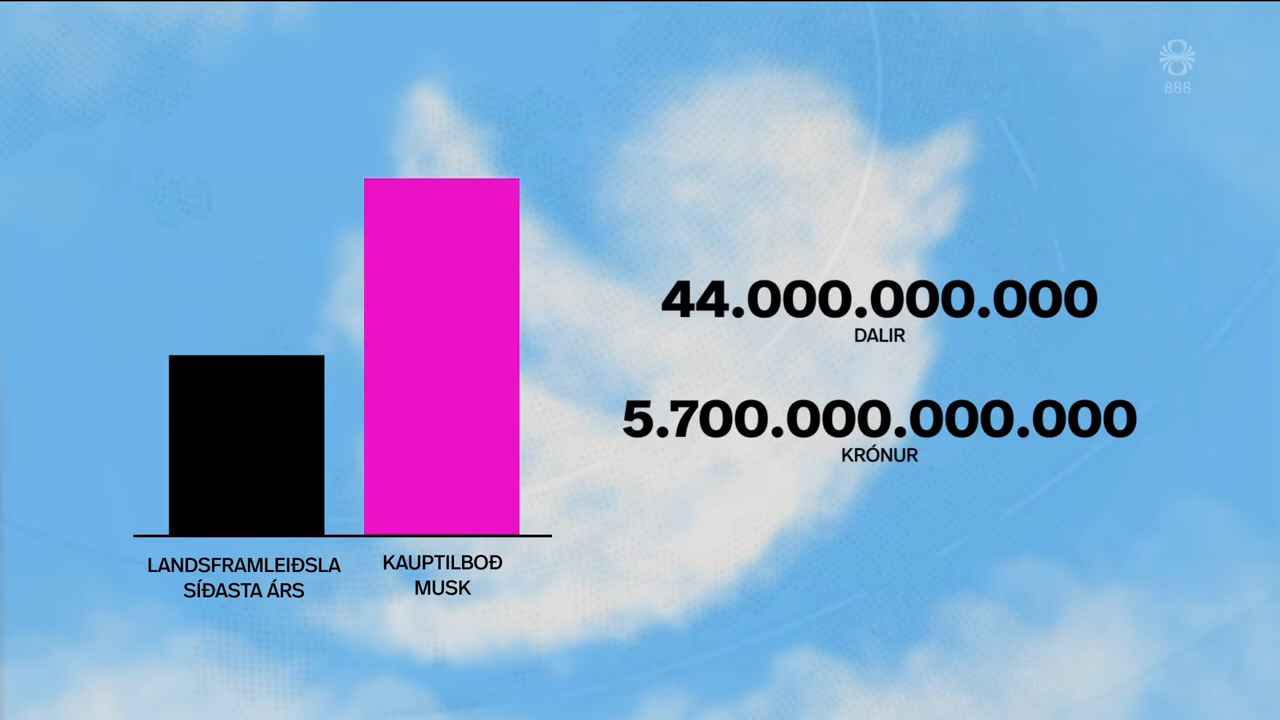 888
44.000.000.000
DALIR
5.700.000.000.000
KRÓNUR
LANDSFRAMLEIÐSLA
SÍÐASTA ÁRS
KAUPTILBOÐ
MUSK